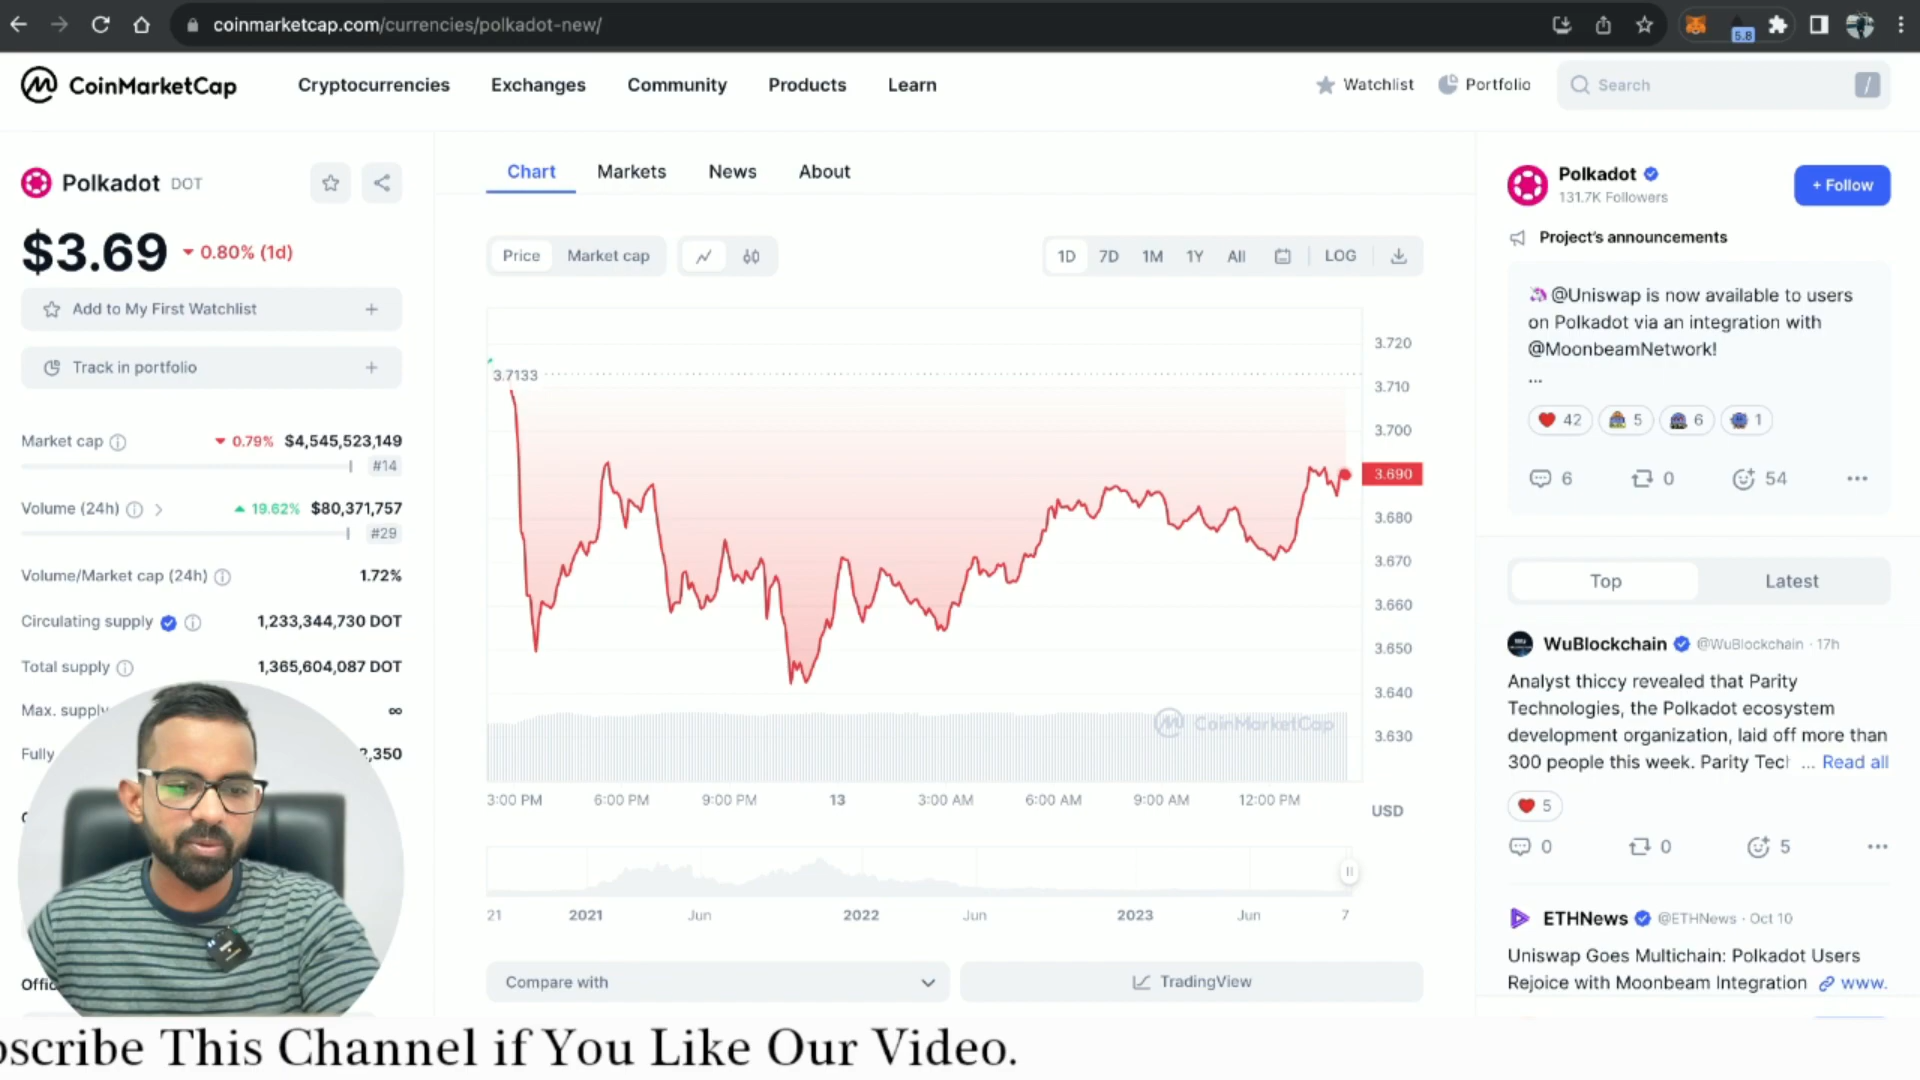 coinmarketcap.com/currencies/polkadot-new/
5.8
CoinMarketCap
Cryptocurrencies
Exchanges
Community
Products
Learn
Watchlist
Portfolio
Search
/
Polkadot DOT
$3.69
0.80% (1d)
Add to My First Watchlist
+
Track in portfolio
+
Market cap
0.79%
$4,545,523,149
#14
Volume (24h)
19.62%
$80,371,757
#29
Volume/Market cap (24h)
1.72%
Circulating supply
1,233,344,730 DOT
Total supply
1,365,604,087 DOT
Max. supply
∞
Fully
2,350
Chart
Markets
News
About
Price
Market cap
1D
7D
1M
1Y
All
LOG
3.7133
3.720
3.710
3.700
3.690
3.680
3.670
3.660
3.650
3.640
3.630
CoinMarketCap
3:00 PM
6:00 PM
9:00 PM
13
3:00 AM
6:00 AM
9:00 AM
12:00 PM
USD
21
2021
Jun
2022
Jun
2023
Jun
7
Compare with
TradingView
Polkadot
131.7K Followers
+ Follow
Project's announcements
@Uniswap is now available to users
on Polkadot via an integration with
@MoonbeamNetwork!
...
42
5
6
1
6
0
54
Top
Latest
WuBlockchain @WuBlockchain · 17h
Analyst thiccy revealed that Parity
Technologies, the Polkadot ecosystem
development organization, laid off more than
300 people this week. Parity Tech ... Read all
5
0
0
5
ETHNews @ETHNews · Oct 10
Uniswap Goes Multichain: Polkadot Users
Rejoice with Moonbeam Integration www.
bscribe This Channel if You Like Our Video.